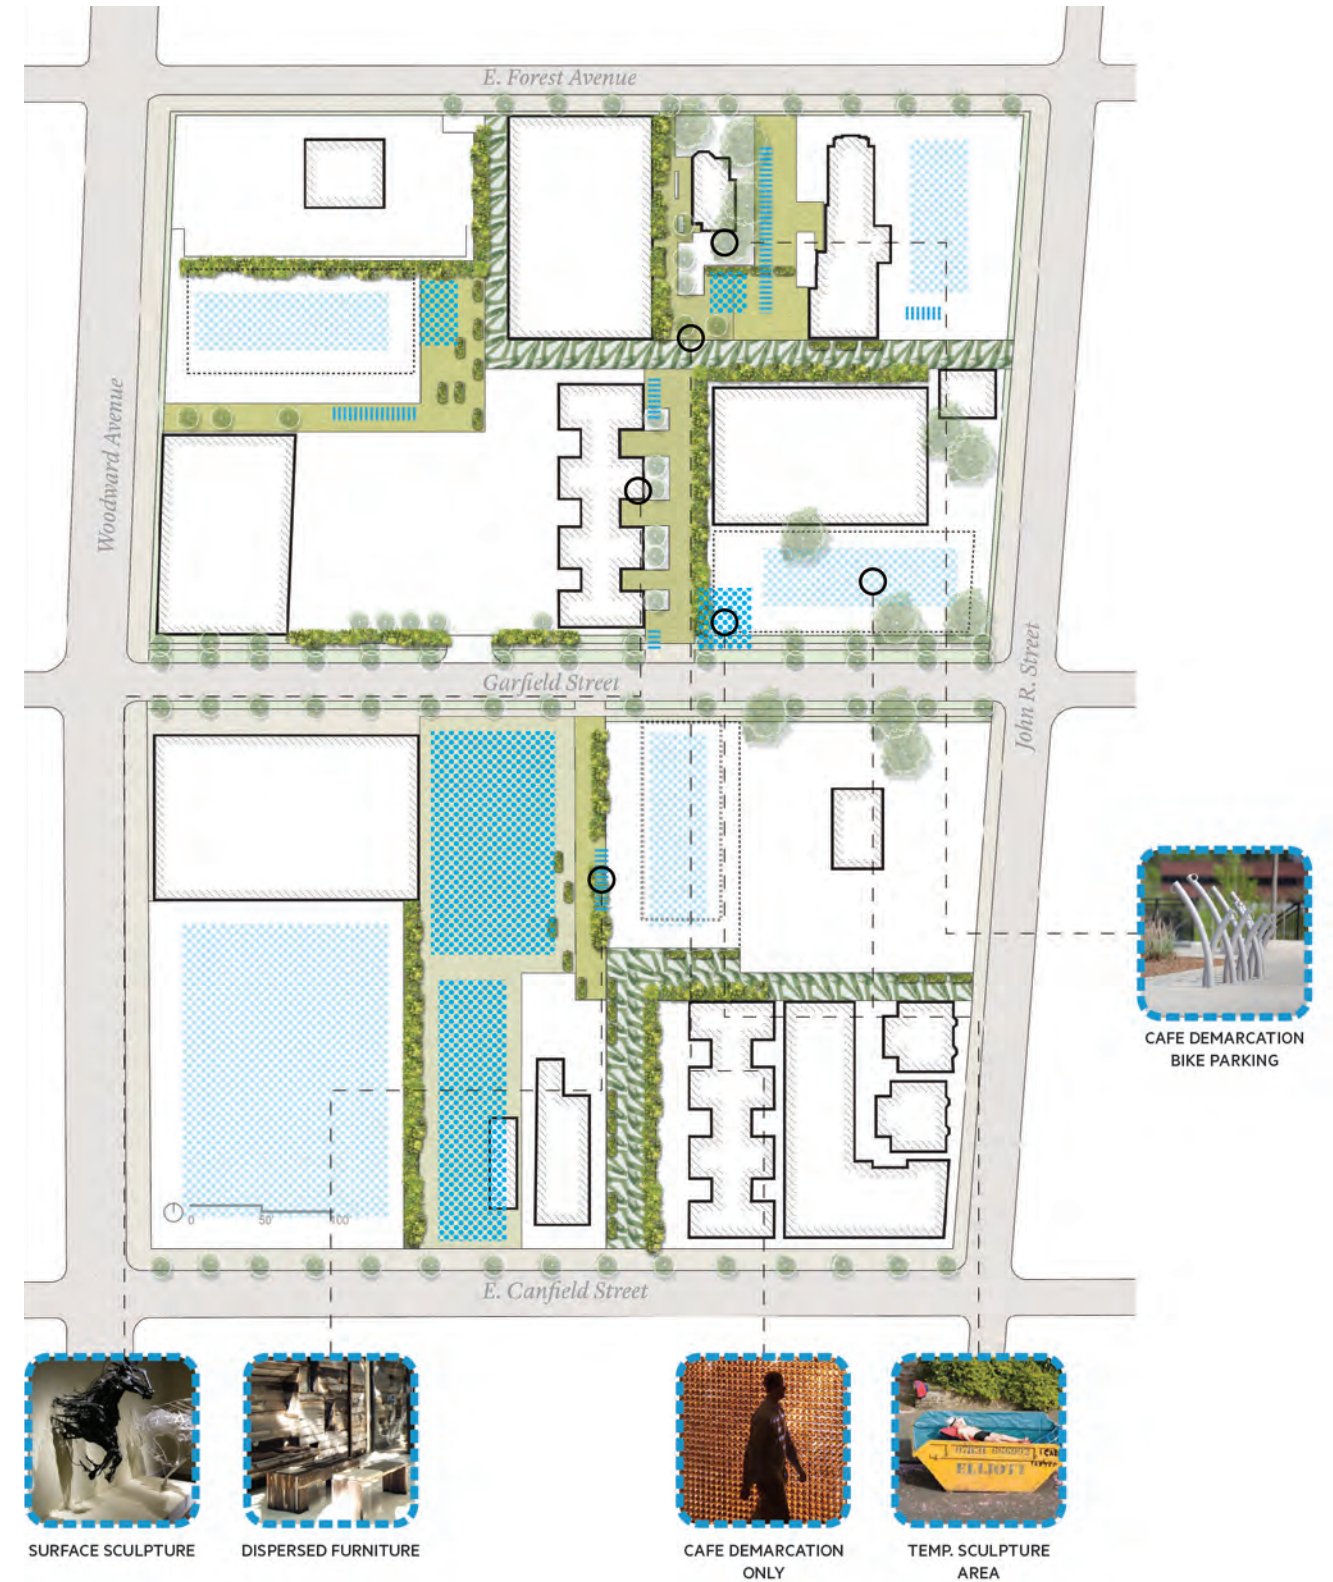 E. Forest Avenue
Woodward Avenue
Garfield Street
John R. Street
0
50'
100'
E. Canfield Street
CAFE DEMARCATION
BIKE PARKING
ELLIOTT
SURFACE SCULPTURE
DISPERSED FURNITURE
CAFE DEMARCATION
ONLY
TEMP. SCULPTURE
AREA